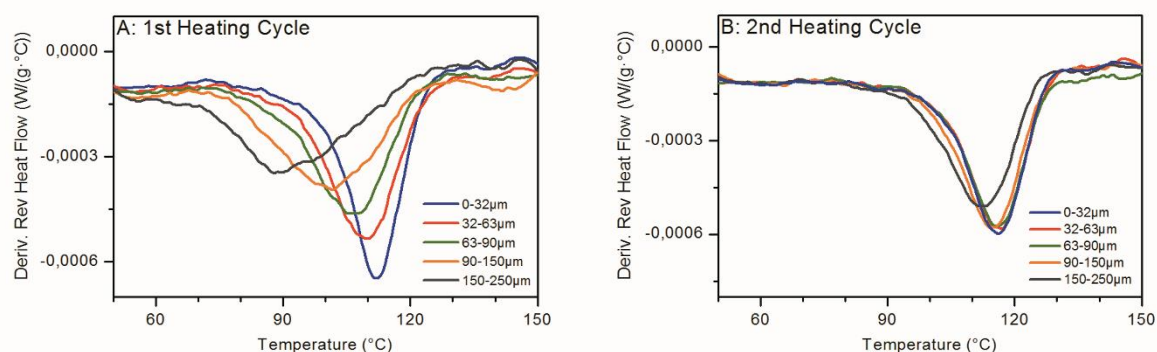 A: 1st Heating Cycle
0,0000
-0,0003
-0,0006
Deriv. Rev Heat Flow (W/(g·°C))
0-32µm
32-63µm
63-90µm
90-150µm
150-250µm
60
90
120
150
Temperature (°C)
B: 2nd Heating Cycle
0,0000
-0,0003
-0,0006
Deriv. Rev Heat Flow (W/(g·°C))
0-32µm
32-63µm
63-90µm
90-150µm
150-250µm
60
90
120
150
Temperature (°C)